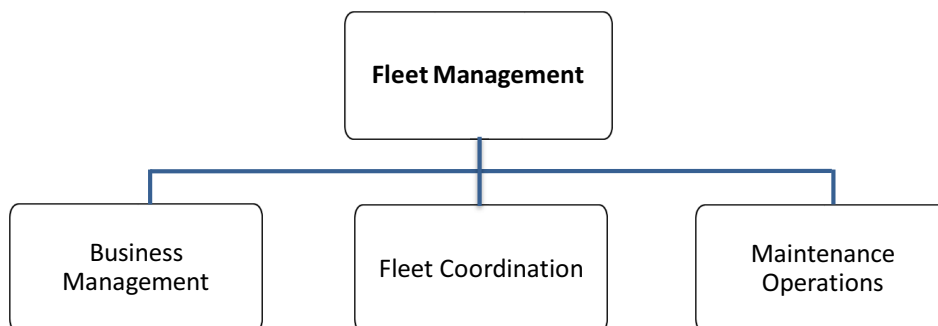 Fleet Management
Business
Management
Fleet Coordination
Maintenance
Operations